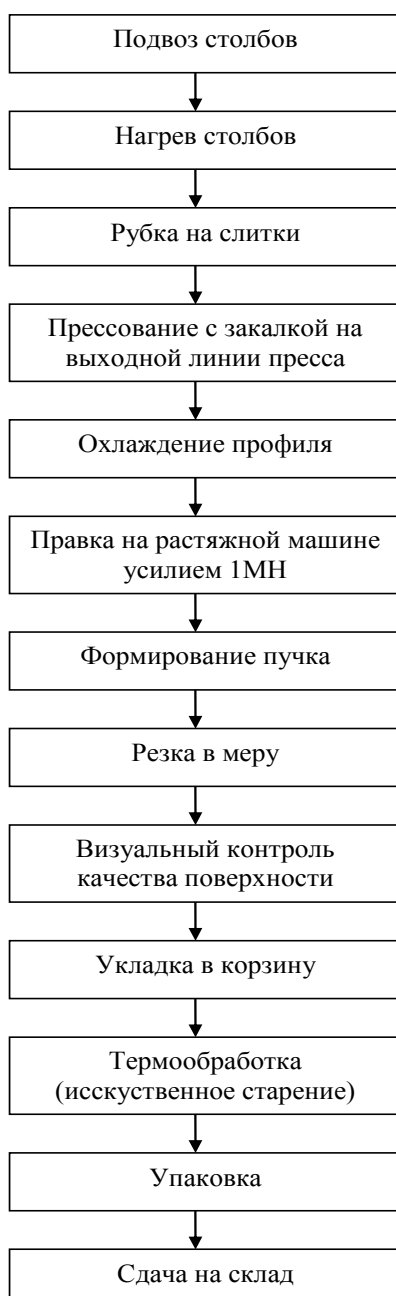 Подвоз столбов
Нагрев столбов
Рубка на слитки
Прессование с закалкой на
выходной линии пресса
Охлаждение профиля
Правка на растяжной машине
усилием 1МН
Формирование пучка
Резка в меру
Визуальный контроль
качества поверхности
Укладка в корзину
Термообработка
(исскуственное старение)
Упаковка
Сдача на склад